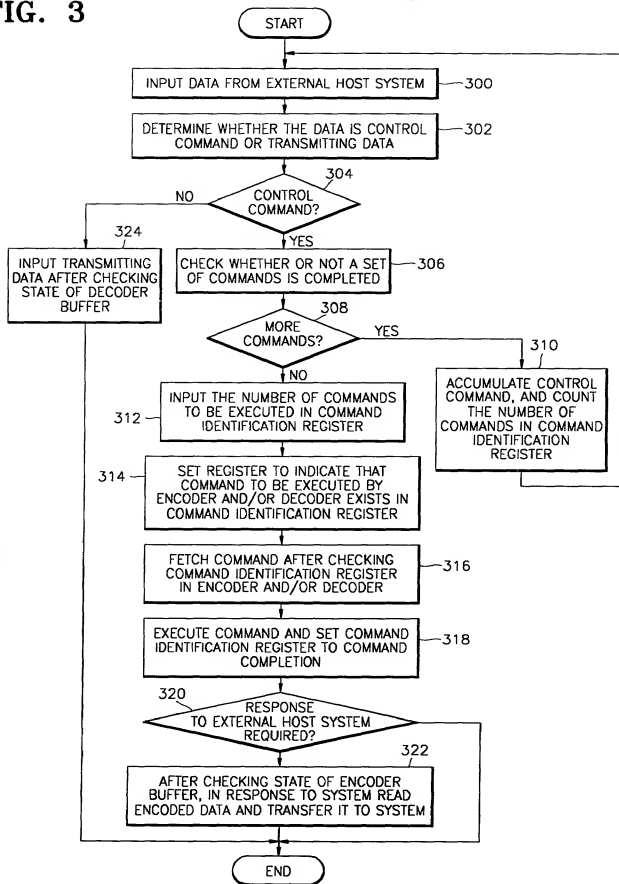 FIG. 3
START
INPUT DATA FROM EXTERNAL HOST SYSTEM
300
DETERMINE WHETHER THE DATA IS CONTROL
COMMAND OR TRANSMITTING DATA
302
304
CONTROL
COMMAND?
NO
YES
324
INPUT TRANSMITTING
DATA AFTER CHECKING
STATE OF DECODER
BUFFER
CHECK WHETHER OR NOT A SET
OF COMMANDS IS COMPLETED
306
308
MORE
COMMANDS?
YES
NO
310
ACCUMULATE CONTROL
COMMAND, AND COUNT
THE NUMBER OF
COMMANDS IN COMMAND
IDENTIFICATION
REGISTER
312
INPUT THE NUMBER OF COMMANDS
TO BE EXECUTED IN COMMAND
IDENTIFICATION REGISTER
314
SET REGISTER TO INDICATE THAT
COMMAND TO BE EXECUTED BY
ENCODER AND/OR DECODER EXISTS IN
COMMAND IDENTIFICATION REGISTER
FETCH COMMAND AFTER CHECKING
COMMAND IDENTIFICATION REGISTER
IN ENCODER AND/OR DECODER
316
EXECUTE COMMAND AND SET COMMAND
IDENTIFICATION REGISTER TO COMMAND
COMPLETION
318
320
RESPONSE
TO EXTERNAL HOST SYSTEM
REQUIRED?
322
AFTER CHECKING STATE OF ENCODER
BUFFER, IN RESPONSE TO SYSTEM READ
ENCODED DATA AND TRANSFER IT TO SYSTEM
END